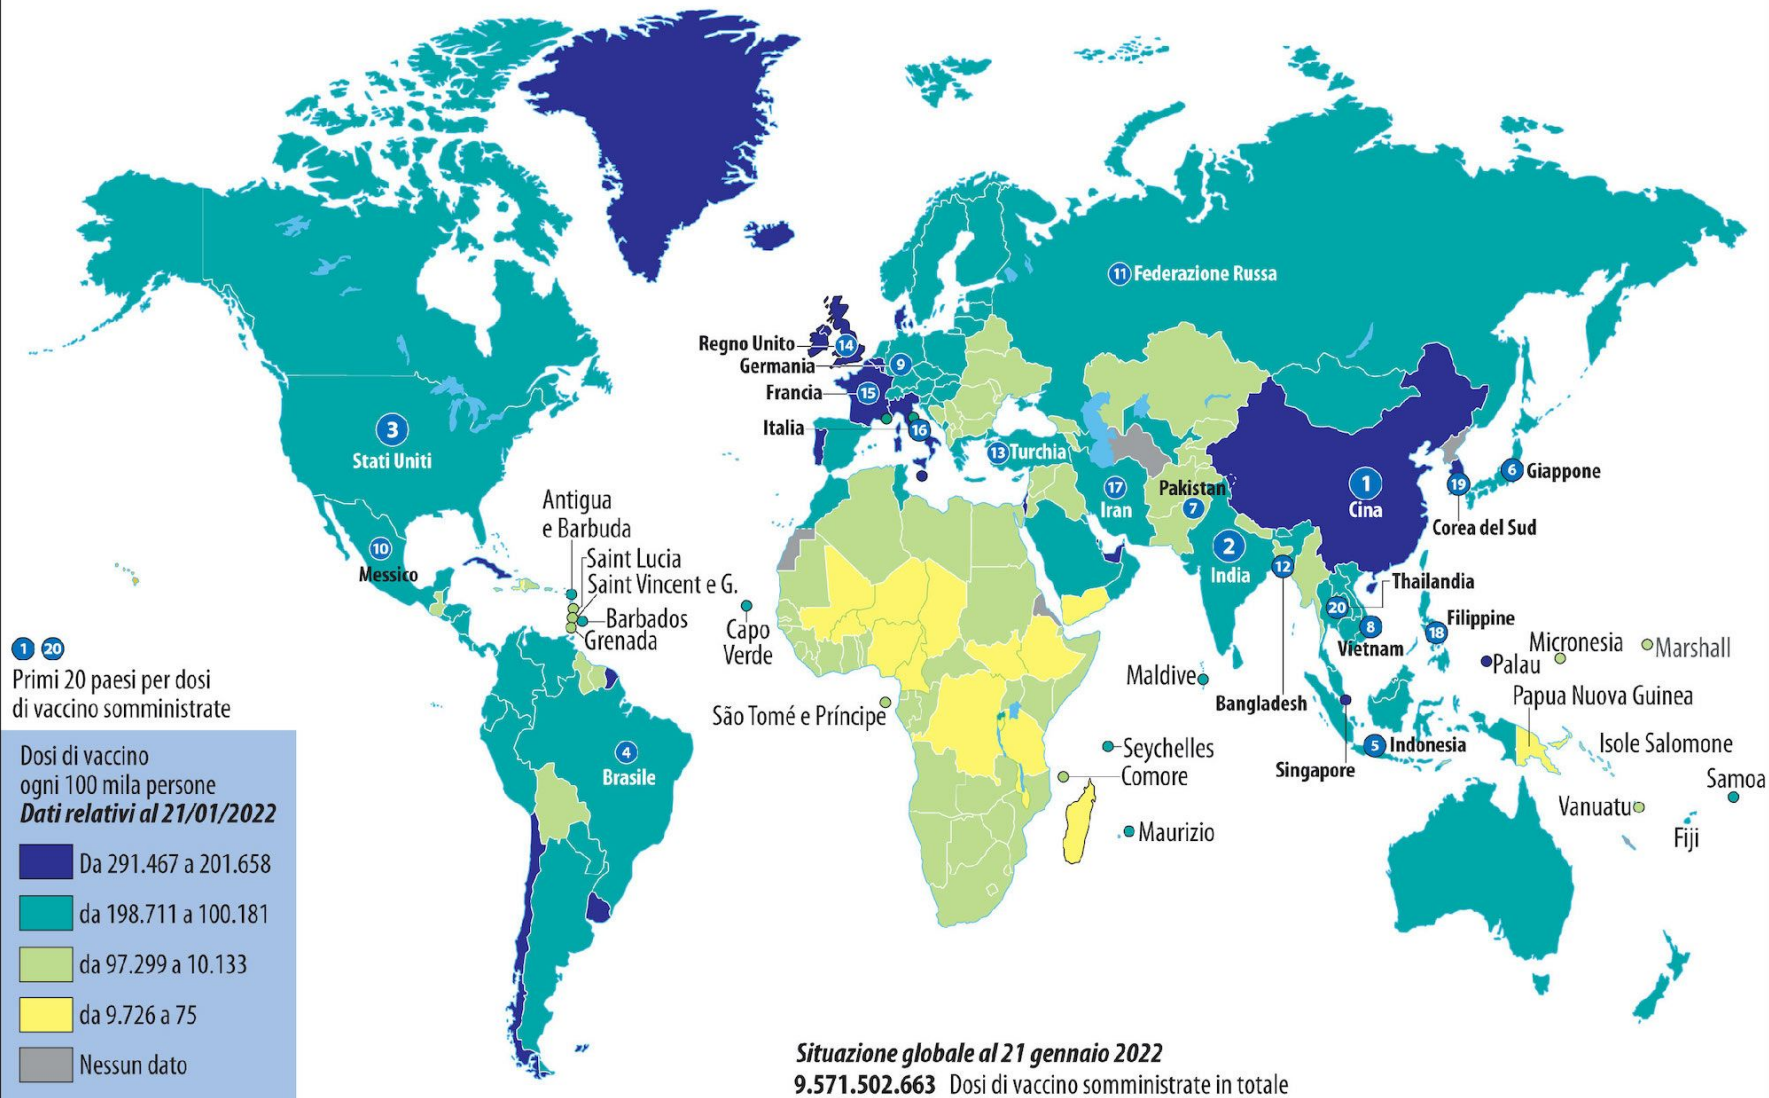 11 Federazione Russa
Regno Unito
14
Germania
9
Francia
15
Italia
16
13 Turchia
3
Stati Uniti
17
Iran
Pakistan
7
1
Cina
6 Giappone
19
Corea del Sud
10
Messico
Antigua
e Barbuda
Saint Lucia
Saint Vincent e G.
Barbados
Grenada
Capo
Verde
2
India
12
Bangladesh
Thailandia
20
8
Vietnam
Filippine
18
Micronesia
Marshall
Palau
Papua Nuova Guinea
Maldive
São Tomé e Príncipe
Seychelles
Comore
Maurizio
5 Indonesia
Singapore
Isole Salomone
Samoa
Vanuatu
Fiji
4
Brasile
1 20
Primi 20 paesi per dosi
di vaccino somministrate
Dosi di vaccino
ogni 100 mila persone
Dati relativi al 21/01/2022
Da 291.467 a 201.658
da 198.711 a 100.181
da 97.299 a 10.133
da 9.726 a 75
Nessun dato
Situazione globale al 21 gennaio 2022
9.571.502.663 Dosi di vaccino somministrate in totale